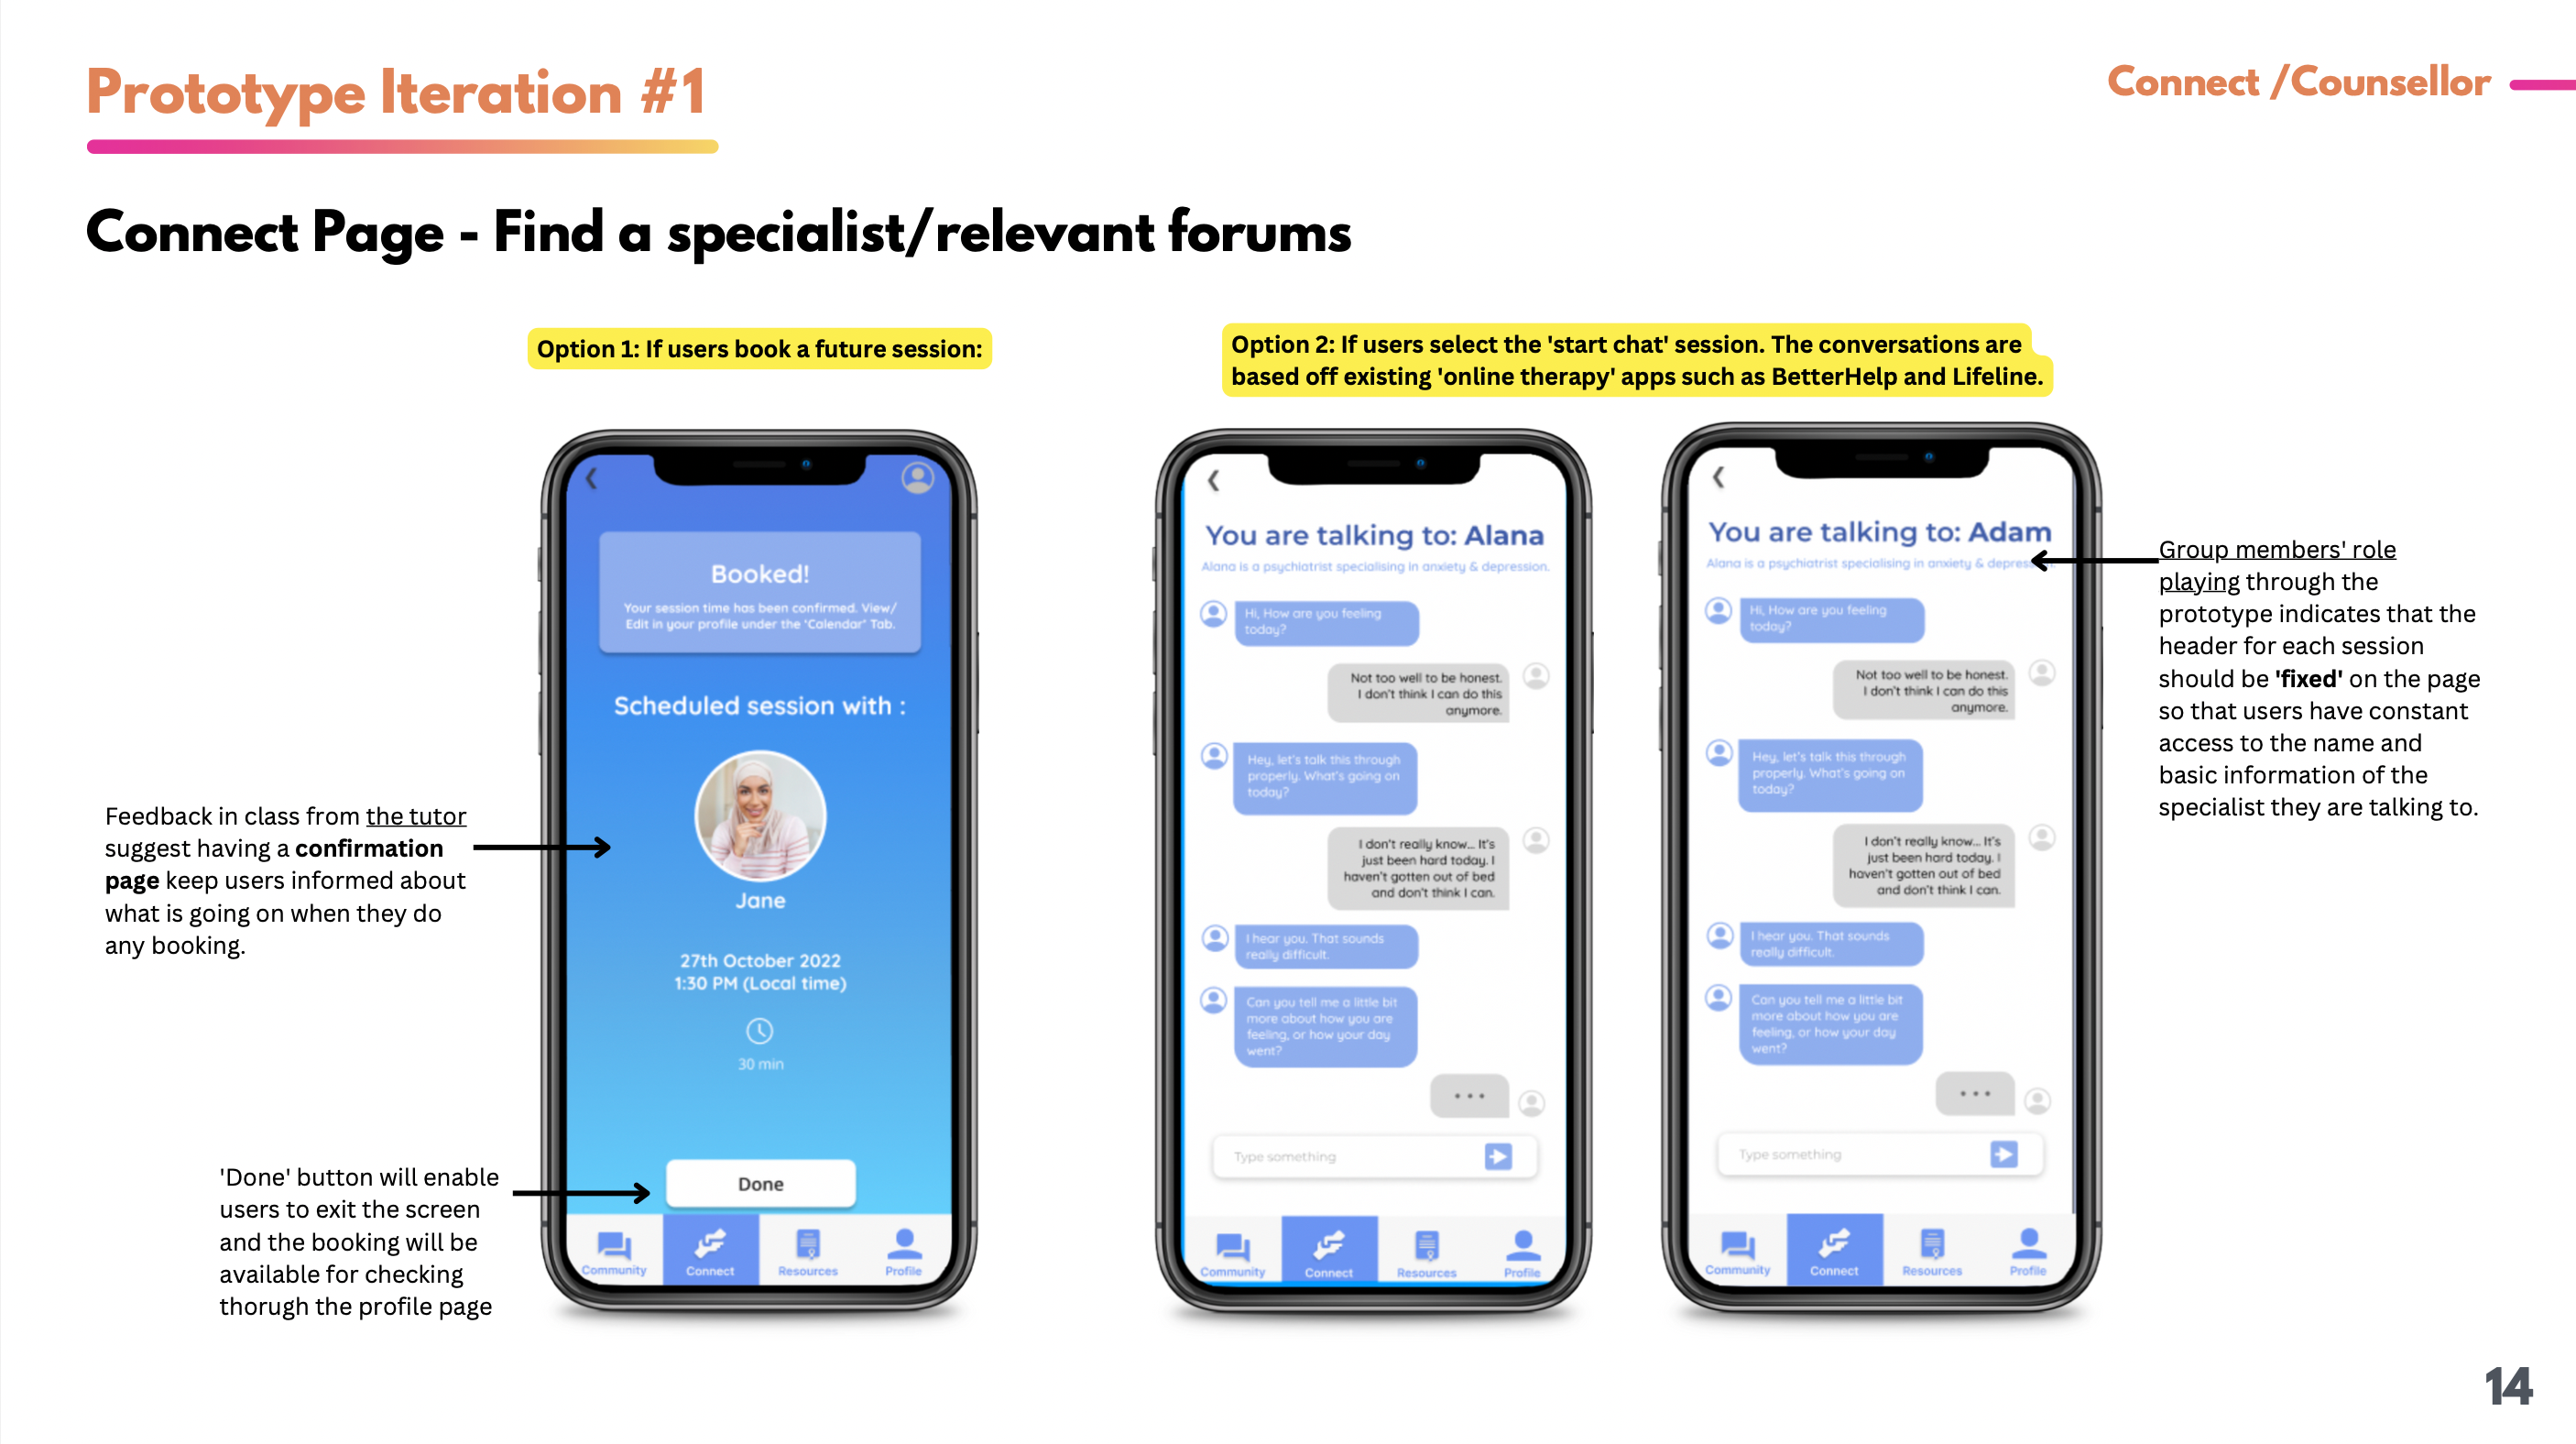 Prototype Iteration #1
Connect /Counsellor
Connect Page - Find a specialist/relevant forums
Option 1: If users book a future session:
Option 2: If users select the 'start chat' session. The conversations are
based off existing 'online therapy' apps such as BetterHelp and Lifeline.
Feedback in class from the tutor
suggest having a confirmation
page keep users informed about
what is going on when they do
any booking.
'Done' button will enable
users to exit the screen
and the booking will be
available for checking
thorugh the profile page
Booked!
Your session time has been confirmed. View/
Edit in your profile under the 'Calendar' Tab.
Scheduled session with :
Jane
27th October 2022
1:30 PM (Local time)
30 min
Done
Community
Connect
Resources
Profile
You are talking to: Alana
Alana is a psychiatrist specialising in anxiety & depression.
Hi, How are you feeling
today?
Not too well to be honest.
I don't think I can do this
anymore.
Hey, let's talk this through
properly. What's going on
today?
I don't really know... It's
just been hard today. I
haven't gotten out of bed
and don't think I can.
I hear you. That sounds
really difficult.
Can you tell me a little bit
more about how you are
feeling, or how your day
went?
Type something
Community
Connect
Resources
Profile
You are talking to: Adam
Alana is a psychiatrist specialising in anxiety &
Hi, How are you feeling
today?
Not too well to be honest.
I don't think I can do this
anymore.
Hey, let's talk this through
properly. What's going on
today?
I don't really know... It's
just been hard today. I
haven't gotten out of bed
and don't think I can.
I hear you. That sounds
really difficult.
Can you tell me a little bit
more about how you are
feeling, or how your day
went?
Type something
Community
Connect
Resources
Profile
Group members' role
playing through the
prototype indicates that the
header for each session
should be 'fixed' on the page
so that users have constant
access to the name and
basic information of the
specialist they are talking to.
14